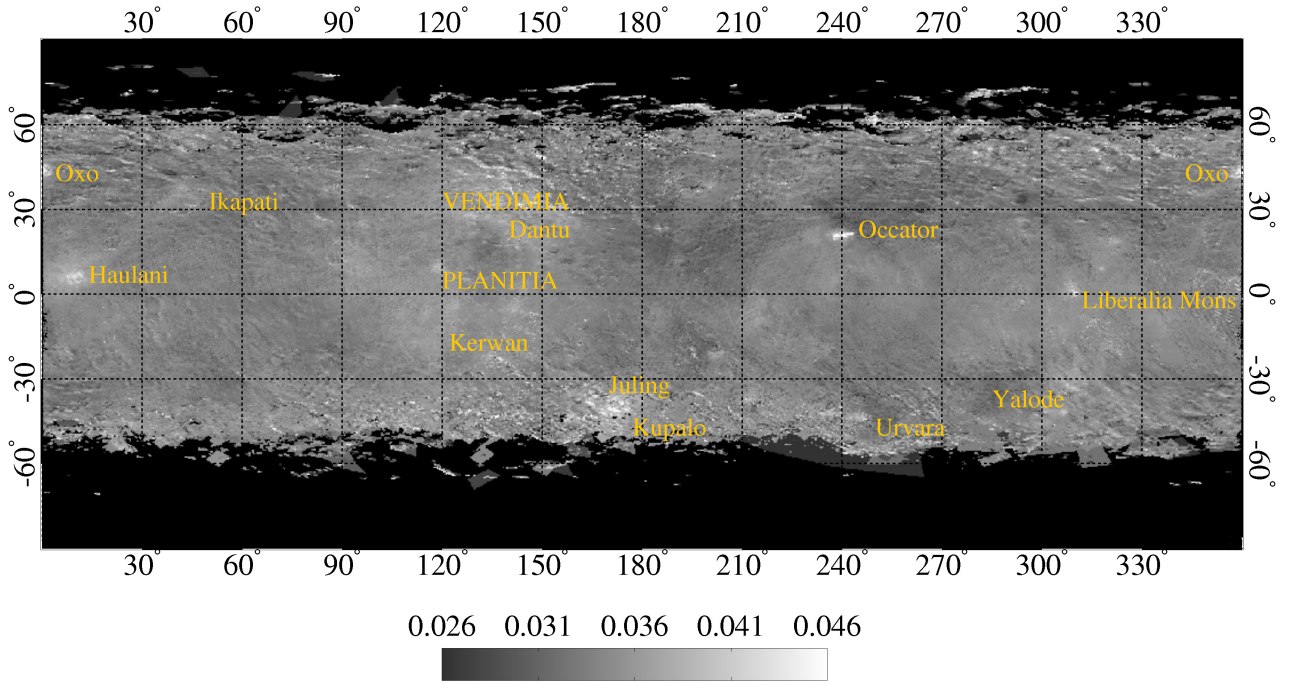 30° 60° 90° 120° 150° 180° 210° 240° 270° 300° 330°
60° 60°
Oxo Oxo
Ikapati VENDIMIA
30° 30°
Dantu Occator
Haulani PLANITIA
0° 0°
Liberalia Mons
Kerwan
-30° -30°
Juling
Yalode
Kupalo Urvara
-60° -60°
30° 60° 90° 120° 150° 180° 210° 240° 270° 300° 330°
0.026 0.031 0.036 0.041 0.046